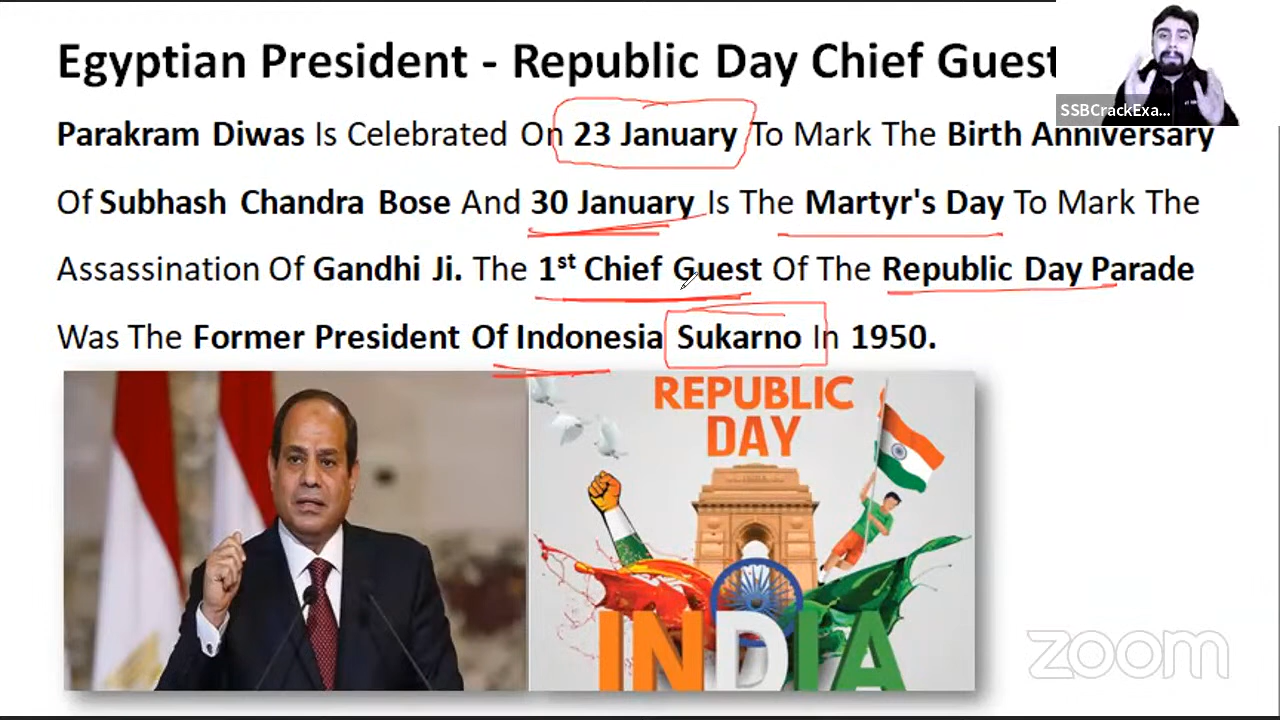 Egyptian President - Republic Day Chief Guest
SSBCrackExa...
Parakram Diwas Is Celebrated On 23 January To Mark The Birth Anniversary
Of Subhash Chandra Bose And 30 January Is The Martyr's Day To Mark The
Assassination Of Gandhi Ji. The 1st Chief Guest Of The Republic Day Parade
Was The Former President Of Indonesia Sukarno In 1950.
REPUBLIC
DAY
INDIA
zoom